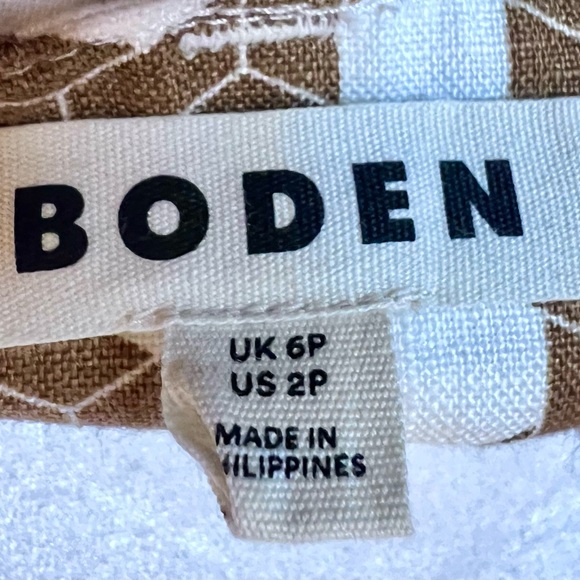 BODEN
UK 6P
US 2P
MADE IN
HILIPPINES